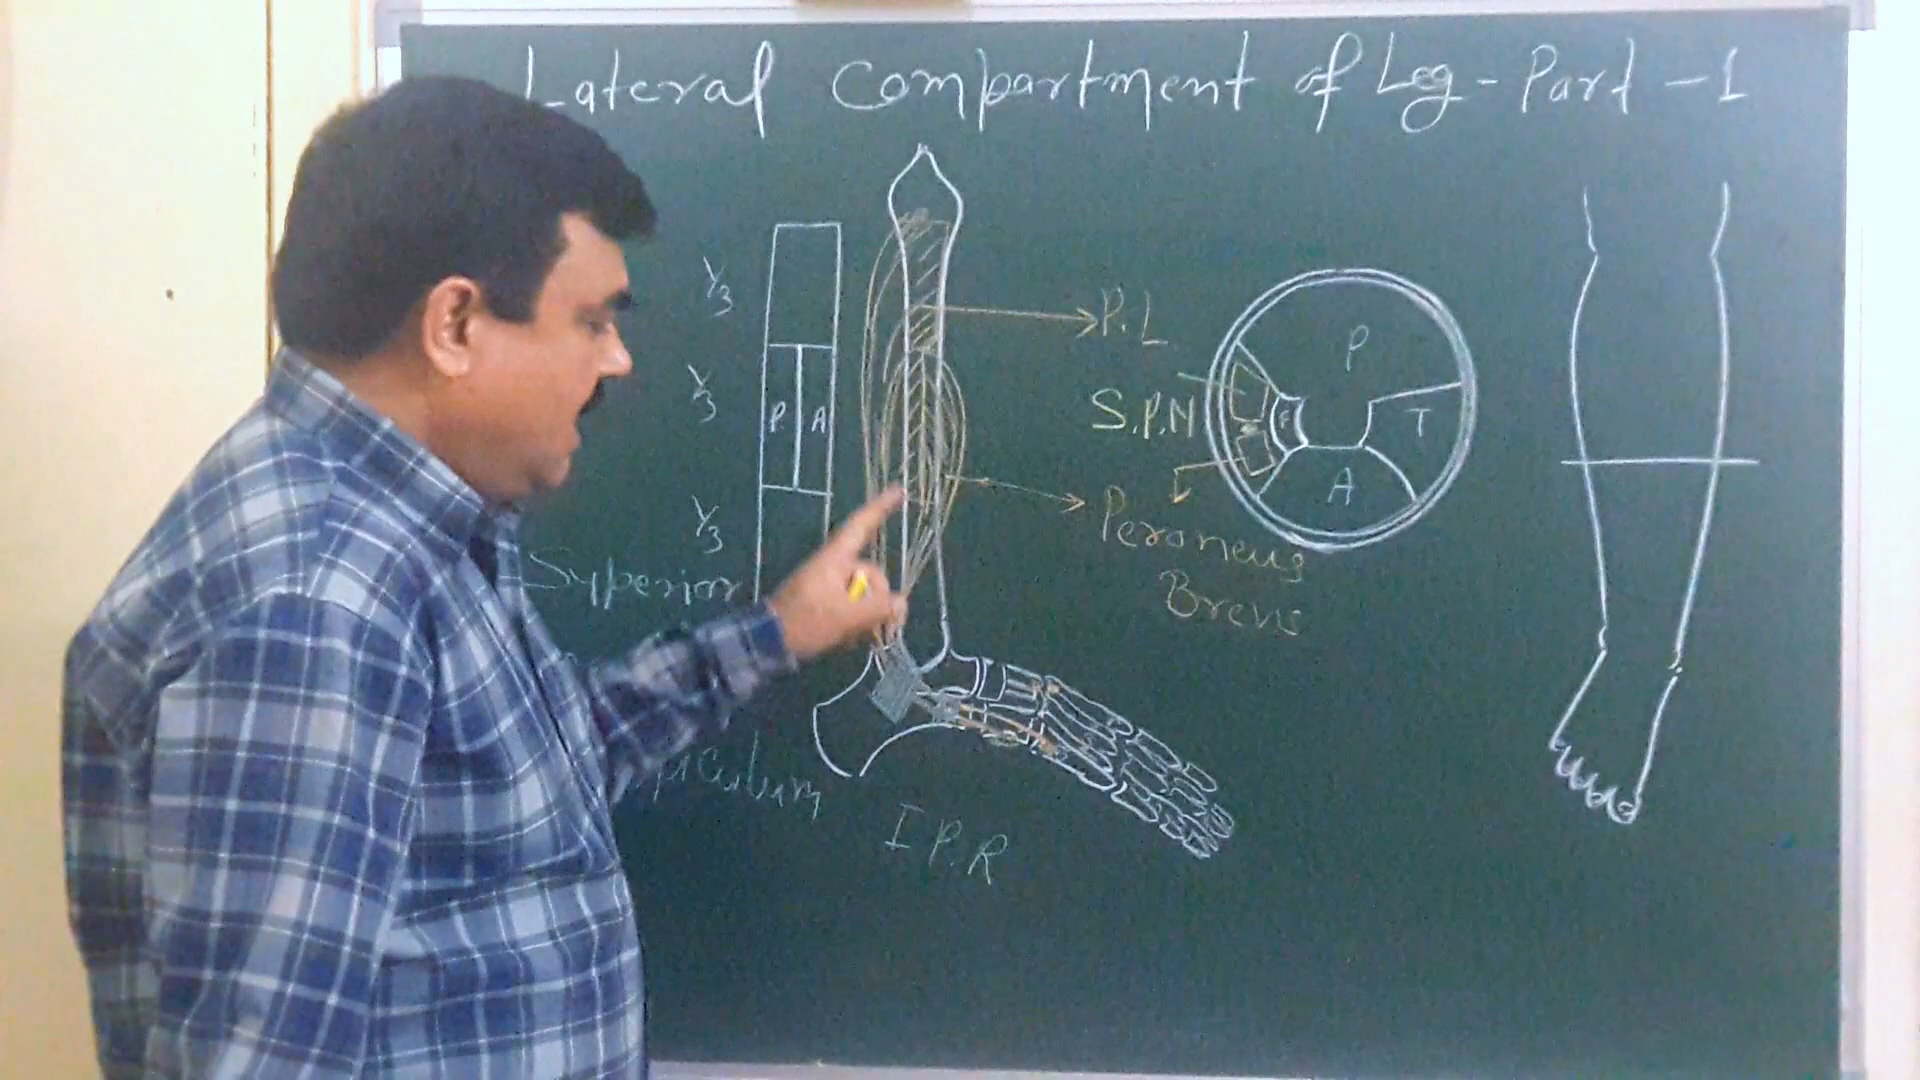 Lateral Compartment of Leg - Part - 1
1/3
1/3
1/3
P. A
P.L
S.P.N
P
T
F
A
L
Peroneus
Brevis
Superior
I P.R